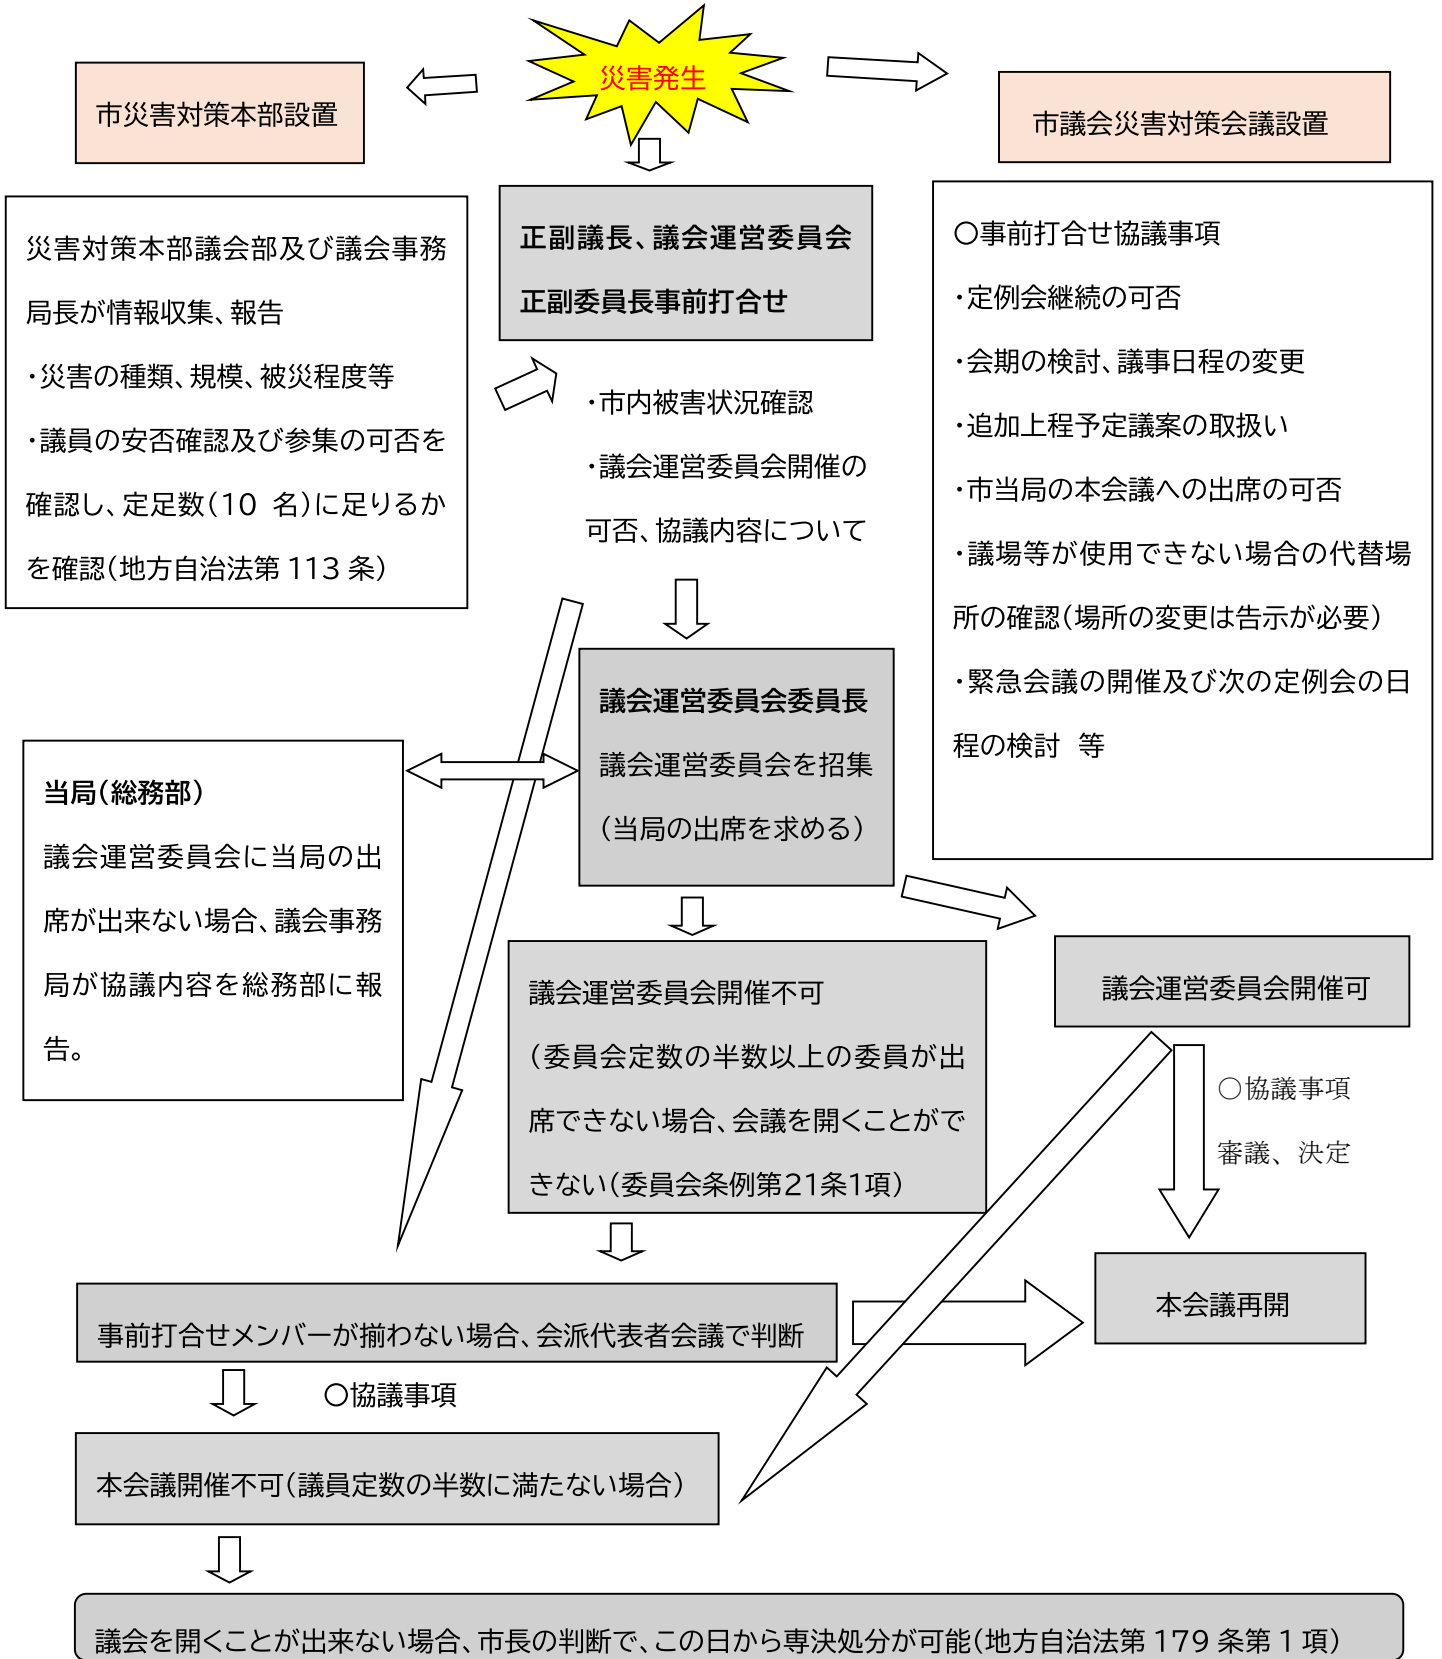 災害発生
市災害対策本部設置
市議会災害対策会議設置
災害対策本部議会部及び議会事務
局長が情報収集、報告
・災害の種類、規模、被災程度等
・議員の安否確認及び参集の可否を
確認し、定足数（10 名）に足りるか
を確認（地方自治法第 113 条）
正副議長、議会運営委員会
正副委員長事前打合せ
・市内被害状況確認
・議会運営委員会開催の
可否、協議内容について
〇事前打合せ協議事項
・定例会継続の可否
・会期の検討、議事日程の変更
・追加上程予定議案の取扱い
・市当局の本会議への出席の可否
・議場等が使用できない場合の代替場
所の確認（場所の変更は告示が必要）
・緊急会議の開催及び次の定例会の日
程の検討　等
議会運営委員会委員長
議会運営委員会を招集
（当局の出席を求める）
当局（総務部）
議会運営委員会に当局の出
席が出来ない場合、議会事務
局が協議内容を総務部に報
告。
議会運営委員会開催不可
（委員会定数の半数以上の委員が出
席できない場合、会議を開くことがで
きない（委員会条例第21条1項）
議会運営委員会開催可
〇協議事項
審議、決定
本会議再開
事前打合せメンバーが揃わない場合、会派代表者会議で判断
〇協議事項
本会議開催不可（議員定数の半数に満たない場合）
議会を開くことが出来ない場合、市長の判断で、この日から専決処分が可能（地方自治法第 179 条第 1 項）